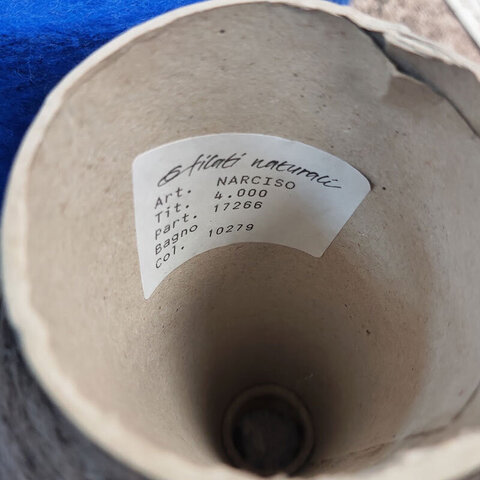 filati naturali
Art. NARCISO
Tit. 4.000
Part. 17266
Bagno 10279
Col.